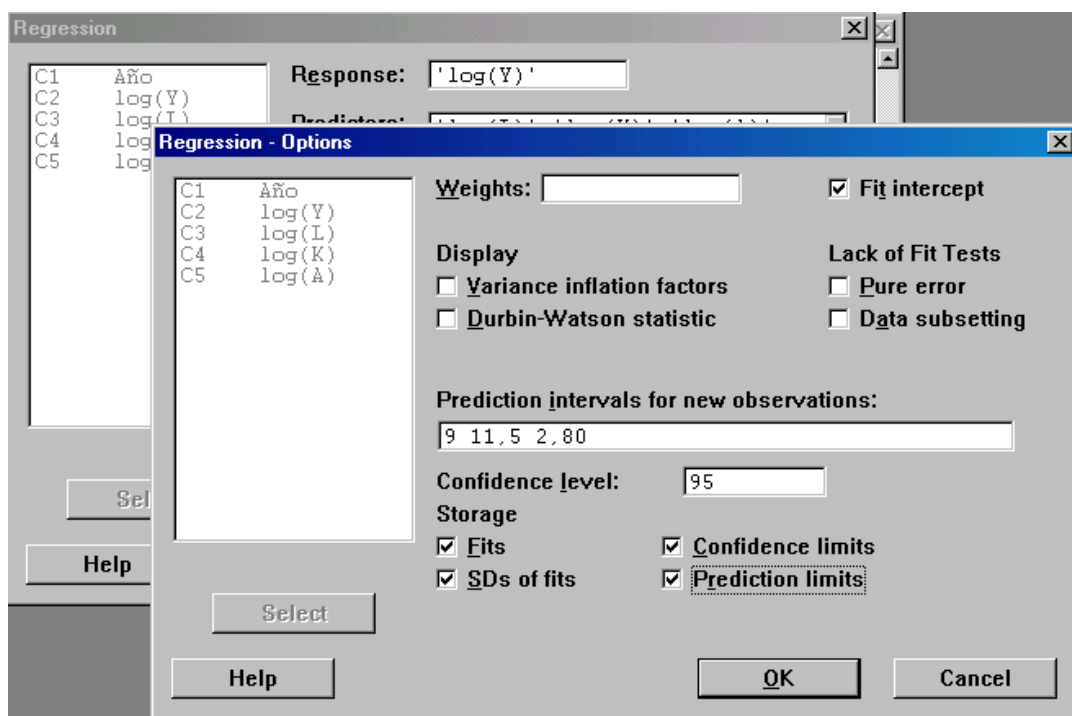 Regression
C1 Año
C2 log(Y)
C3 log(L)
C4 log
C5 log
Response: 'log(Y)'
Regression - Options
C1 Año
C2 log(Y)
C3 log(L)
C4 log(K)
C5 log(A)
Weights:
Fit intercept
Display
Variance inflation factors
Durbin-Watson statistic
Lack of Fit Tests
Pure error
Data subsetting
Prediction intervals for new observations:
9 11,5 2,80
Confidence level: 95
Storage
Fits
Confidence limits
SDs of fits
Prediction limits
Sel
Help
Select
Help
OK
Cancel